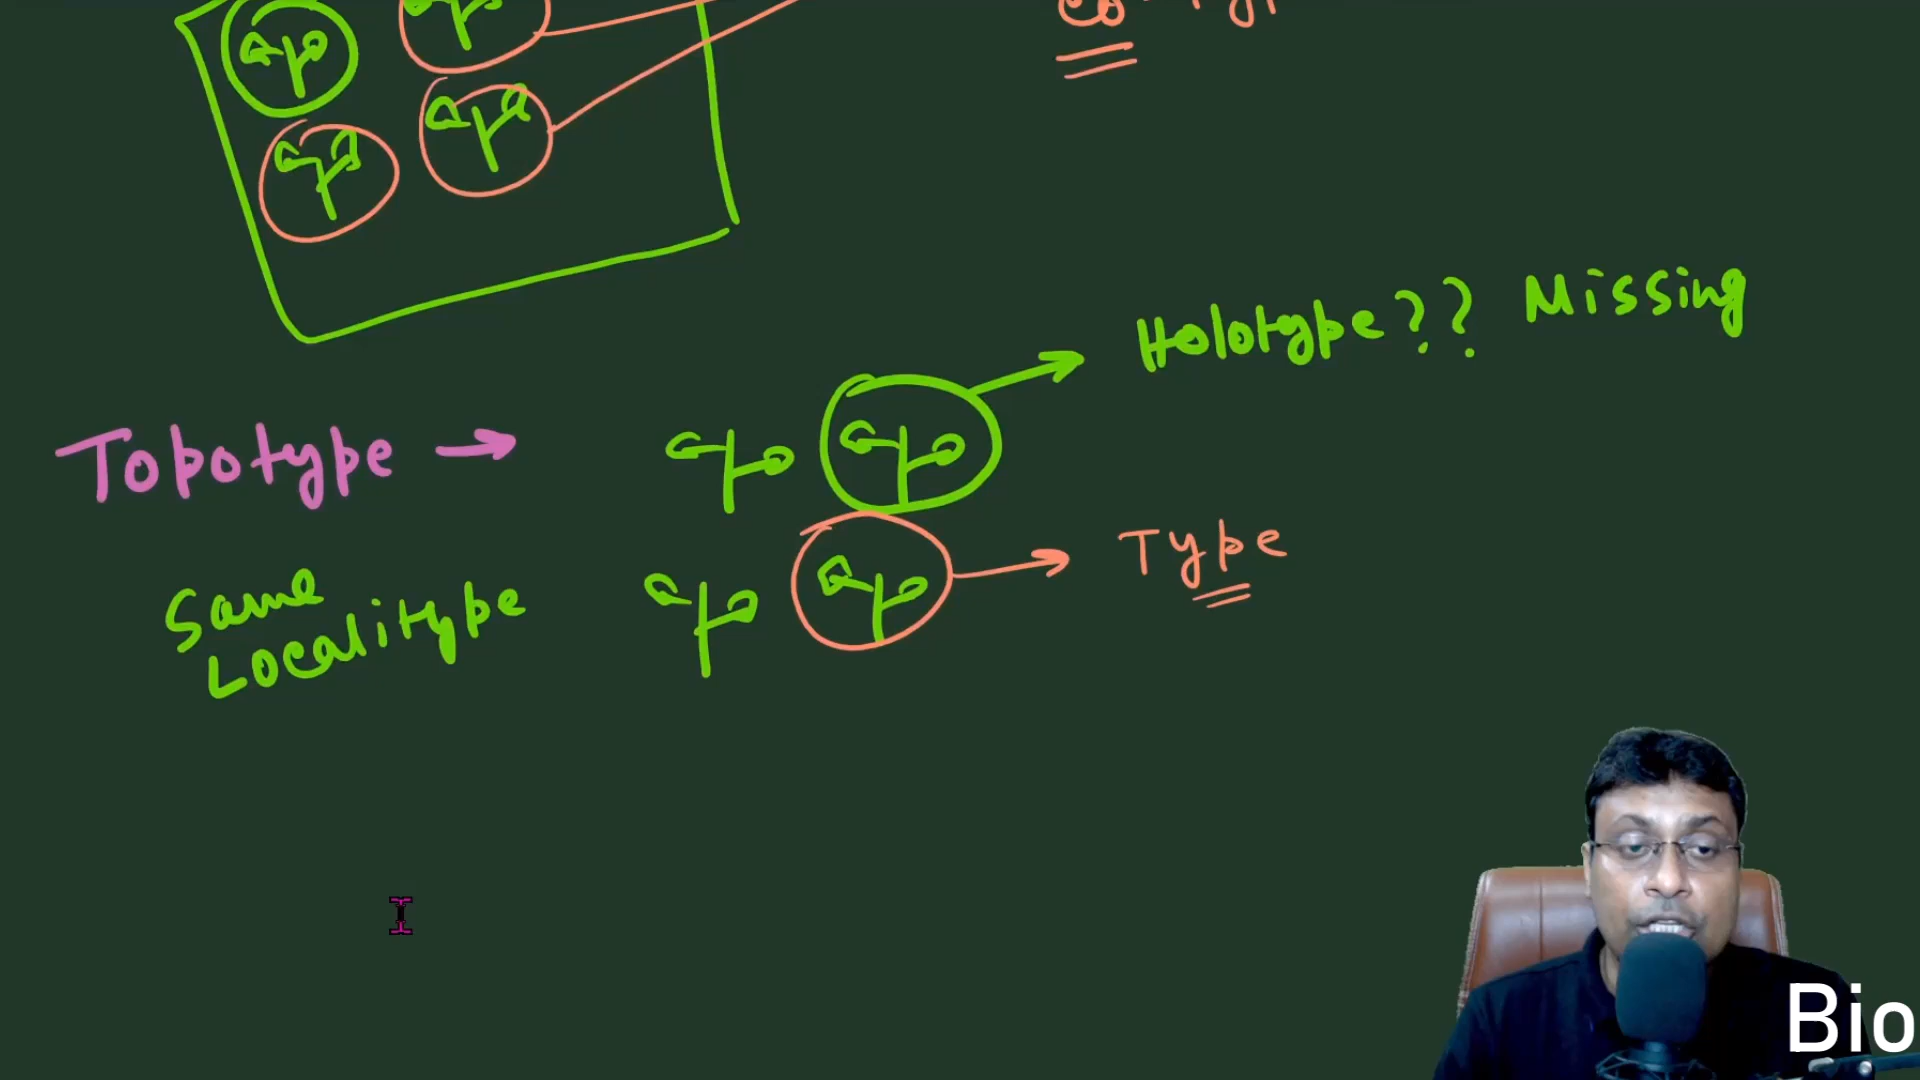 Holotype?? Missing
Topotype →
Type
Same
Localitype
Bio